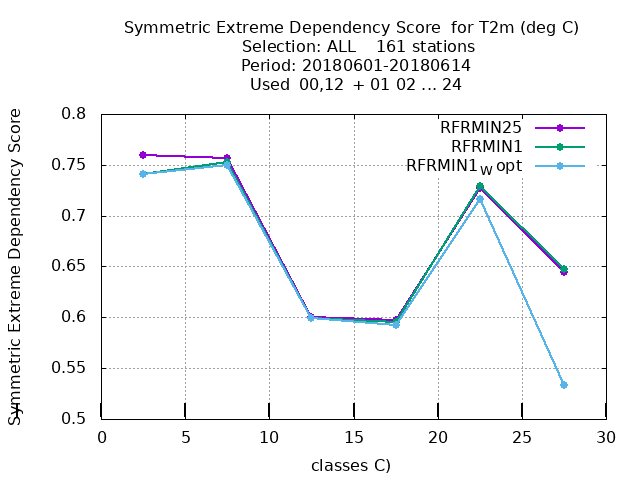 Symmetric Extreme Dependency Score for T2m (deg C)
Selection: ALL 161 stations
Period: 20180601-20180614
Used 00,12 + 01 02 ... 24
Symmetric Extreme Dependency Score
0.8
0.75
0.7
0.65
0.6
0.55
0.5
RFRMIN25
RFRMIN1
RFRMIN1W opt
0 5 10 15 20 25 30
classes C)